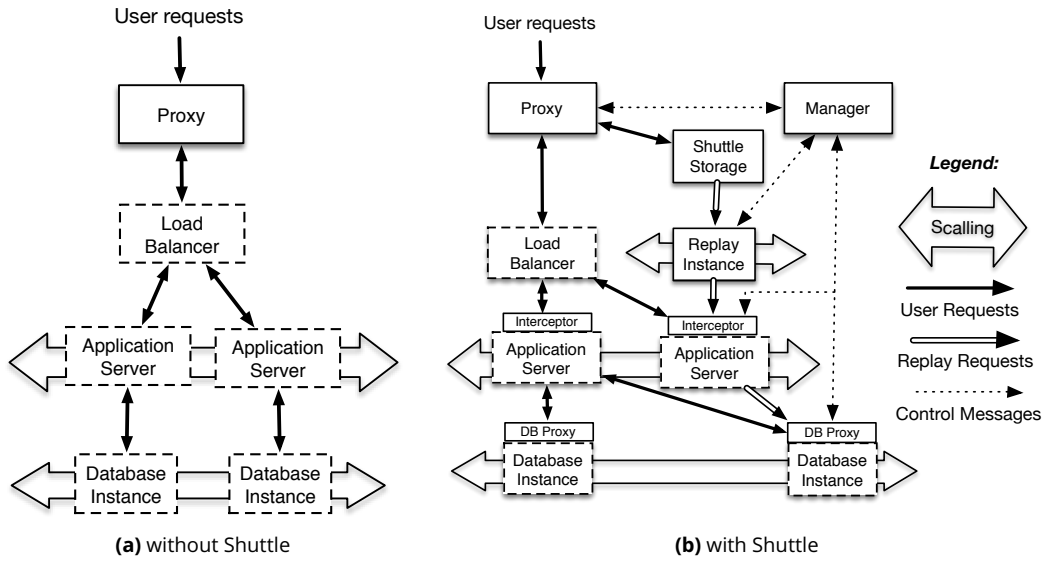 User requests
Proxy
Load
Balancer
Application
Server
Application
Server
Database
Instance
Database
Instance
(a) without Shuttle
User requests
Proxy
Manager
Shuttle
Storage
Load
Balancer
Replay
Instance
Interceptor
Interceptor
Application
Server
Application
Server
DB Proxy
DB Proxy
Database
Instance
Database
Instance
(b) with Shuttle
Legend:
Scalling
User Requests
Replay Requests
Control Messages